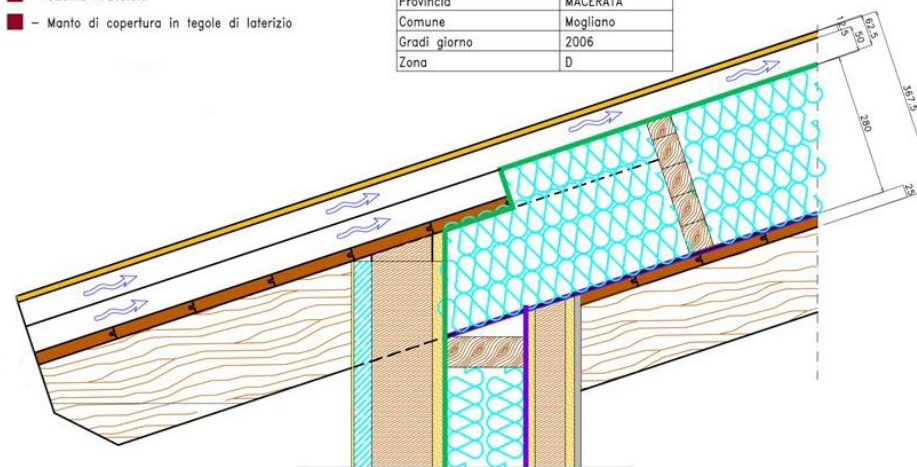 – Manto di copertura in tegole di laterizio
Provincia MACERATA
Comune Mogliano
Gradi giorno 2006
Zona D
12,5
50
62,5
367,5
280
25